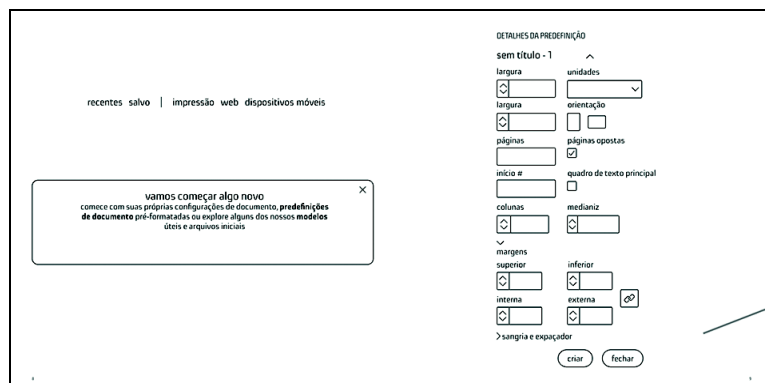 DETALHES DA PREDEFINIÇÃO
sem título - 1
largura unidades
largura orientação
páginas páginas opostas
início # quadro de texto principal
colunas medianiz
margens
superior inferior
interna externa
sangria e expaçador
criar fechar
recentes salvo | impressão web dispositivos móveis
vamos começar algo novo
comece com suas próprias configurações de documento, predefinições
de documento pré-formatadas ou explore alguns dos nossos modelos
úteis e arquivos iniciais